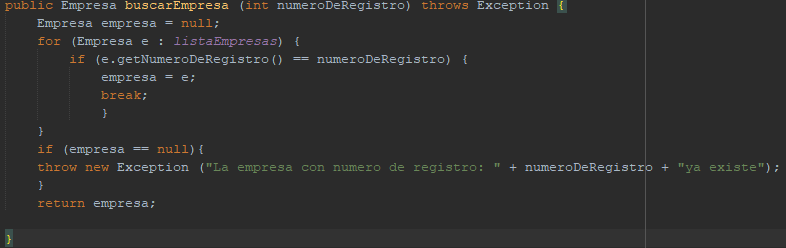 public Empresa buscarEmpresa (int numeroDeRegistro) throws Exception {
    Empresa empresa = null;
    for (Empresa e : listaEmpresas) {
        if (e.getNumeroDeRegistro() == numeroDeRegistro) {
            empresa = e;
            break;
            }
    }
    if (empresa == null){
    throw new Exception ("La empresa con numero de registro: " + numeroDeRegistro + "ya existe");
    }
    return empresa;
}